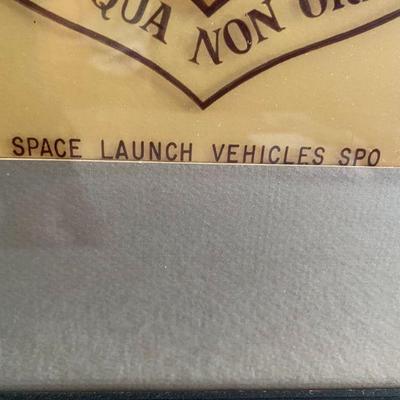 QUA NON
SPACE LAUNCH VEHICLES SPO